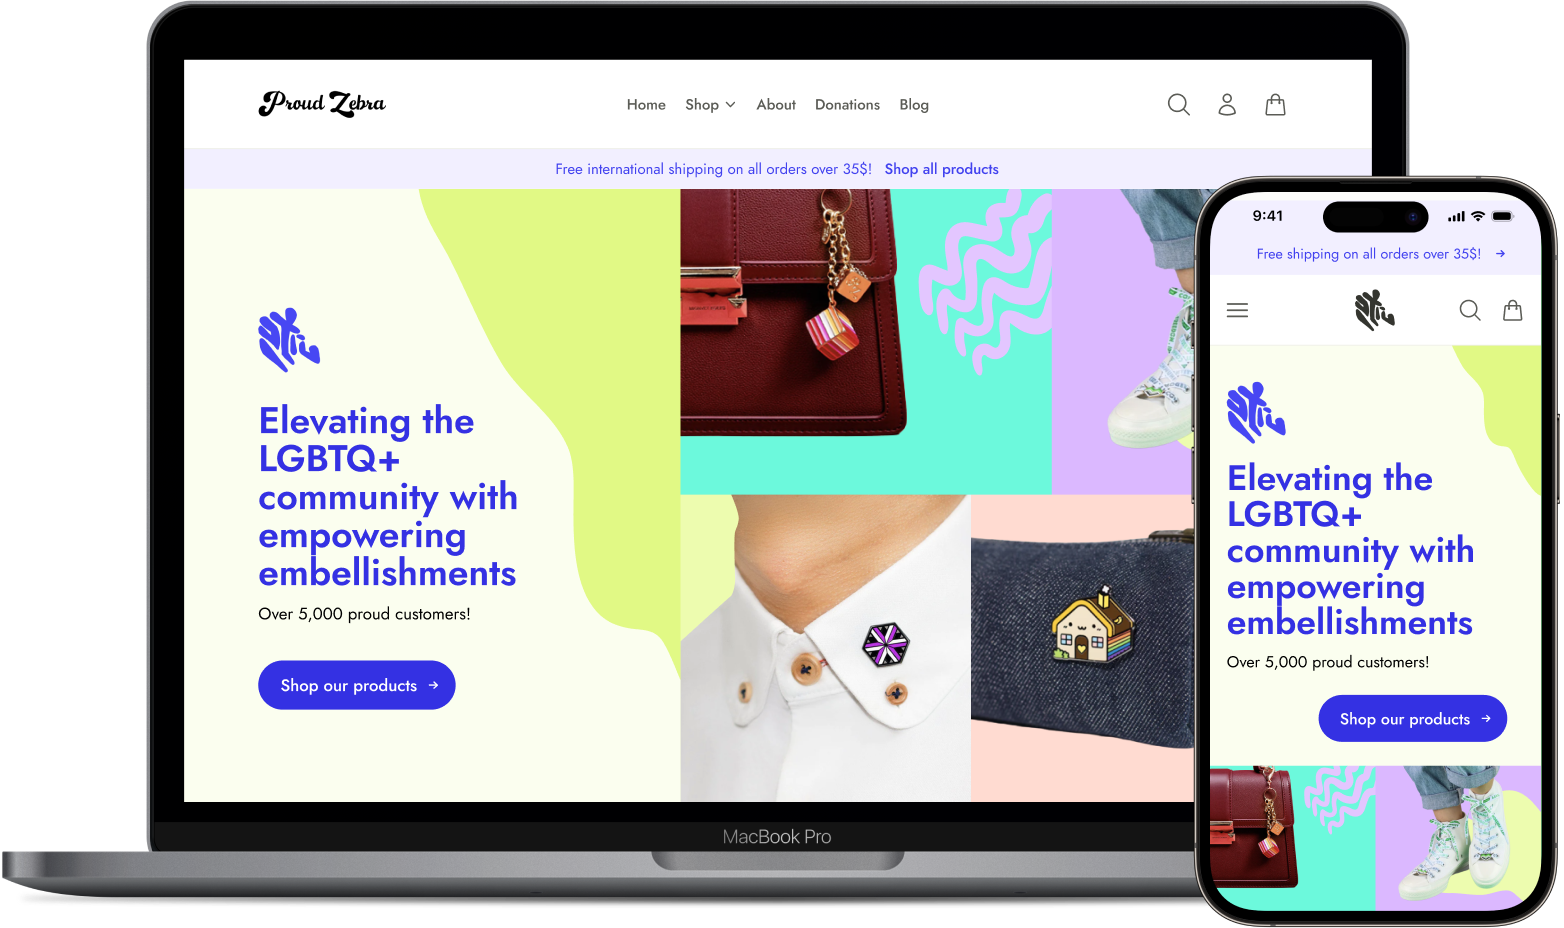 Proud Zebra
Home Shop About Donations Blog
Free international shipping on all orders over 35$! Shop all products
Elevating the
LGBTQ+
community with
empowering
embellishments
Over 5,000 proud customers!
Shop our products →
MacBook Pro
9:41
Free shipping on all orders over 35$! →
Elevating the
LGBTQ+
community with
empowering
embellishments
Over 5,000 proud customers!
Shop our products →